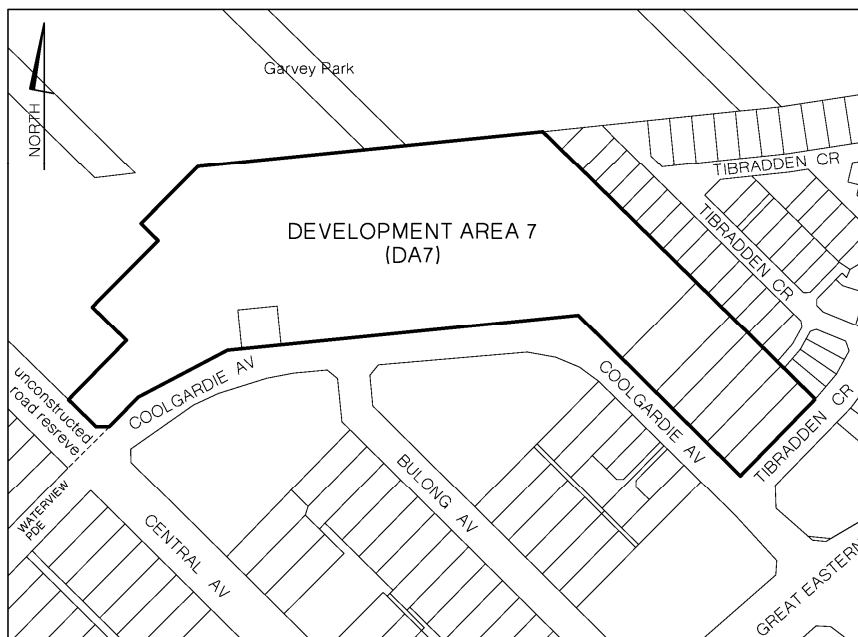 Garvey Park
NORTH
TIBRADDEN CR
TIBRADDEN CR
DEVELOPMENT AREA 7
(DA7)
COOLGARDIE AV
COOLGARDIE AV
unconstructed
road resreve
TIBRADDEN CR
BULONG AV
WATERVIEW
PDE
CENTRAL AV
GREAT EASTERN